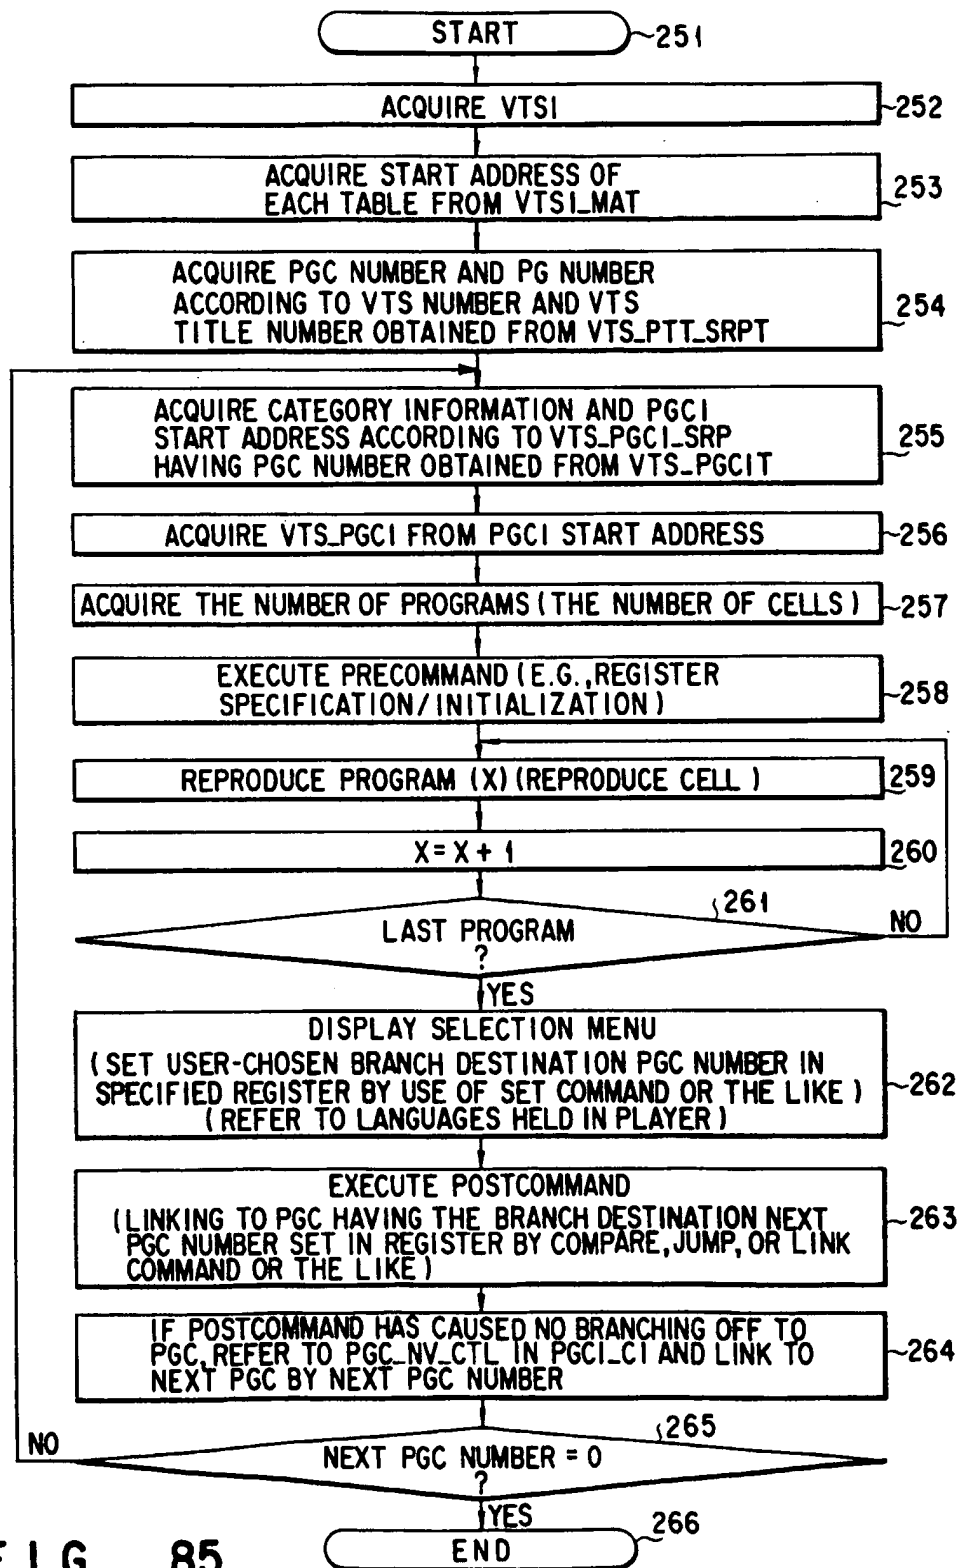 START
251
ACQUIRE VTSI
252
ACQUIRE START ADDRESS OF
EACH TABLE FROM VTSI_MAT
253
ACQUIRE PGC NUMBER AND PG NUMBER
ACCORDING TO VTS NUMBER AND VTS
TITLE NUMBER OBTAINED FROM VTS_PTT_SRPT
254
ACQUIRE CATEGORY INFORMATION AND PGCI
START ADDRESS ACCORDING TO VTS_PGCI_SRP
HAVING PGC NUMBER OBTAINED FROM VTS_PGCIT
255
ACQUIRE VTS_PGCI FROM PGCI START ADDRESS
256
ACQUIRE THE NUMBER OF PROGRAMS (THE NUMBER OF CELLS)
257
EXECUTE PRECOMMAND (E.G., REGISTER
SPECIFICATION/INITIALIZATION)
258
REPRODUCE PROGRAM (X) (REPRODUCE CELL)
259
X = X + 1
260
261
LAST PROGRAM
?
NO
YES
DISPLAY SELECTION MENU
(SET USER-CHOSEN BRANCH DESTINATION PGC NUMBER IN
SPECIFIED REGISTER BY USE OF SET COMMAND OR THE LIKE)
(REFER TO LANGUAGES HELD IN PLAYER)
262
EXECUTE POSTCOMMAND
(LINKING TO PGC HAVING THE BRANCH DESTINATION NEXT
PGC NUMBER SET IN REGISTER BY COMPARE, JUMP, OR LINK
COMMAND OR THE LIKE)
263
IF POSTCOMMAND HAS CAUSED NO BRANCHING OFF TO
PGC, REFER TO PGC_NV_CTL IN PGCI_CI AND LINK TO
NEXT PGC BY NEXT PGC NUMBER
264
265
NO
NEXT PGC NUMBER = 0
?
YES
END
266
FIG. 85